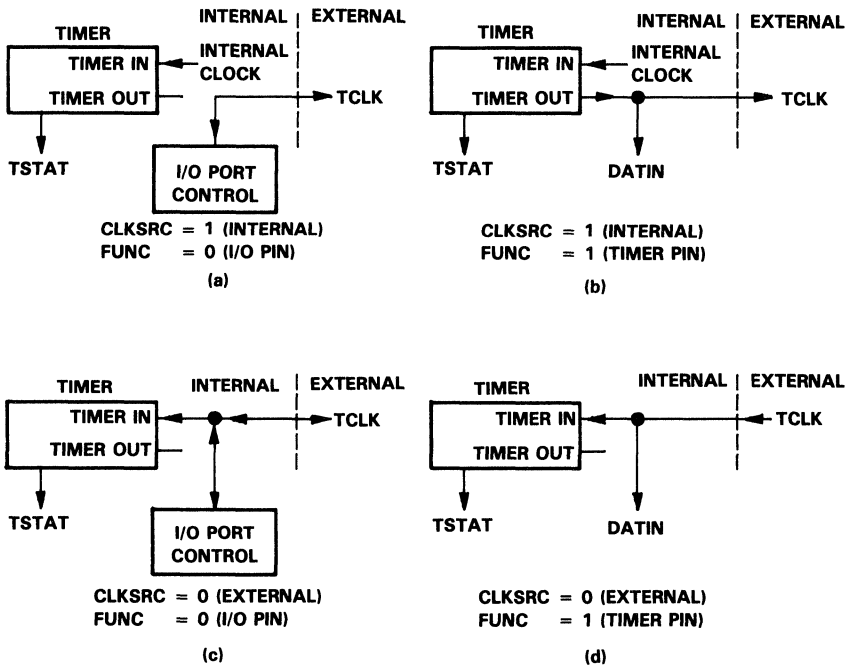 INTERNAL | EXTERNAL
TIMER
TIMER IN
INTERNAL
CLOCK
TIMER OUT
TCLK
TSTAT
I/O PORT
CONTROL
CLKSRC = 1 (INTERNAL)
FUNC = 0 (I/O PIN)
(a)
INTERNAL | EXTERNAL
TIMER
TIMER IN
INTERNAL
CLOCK
TIMER OUT
TCLK
TSTAT
DATIN
CLKSRC = 1 (INTERNAL)
FUNC = 1 (TIMER PIN)
(b)
TIMER
INTERNAL | EXTERNAL
TIMER IN
TCLK
TIMER OUT
TSTAT
I/O PORT
CONTROL
CLKSRC = 0 (EXTERNAL)
FUNC = 0 (I/O PIN)
(c)
INTERNAL | EXTERNAL
TIMER
TIMER IN
TCLK
TIMER OUT
TSTAT
DATIN
CLKSRC = 0 (EXTERNAL)
FUNC = 1 (TIMER PIN)
(d)